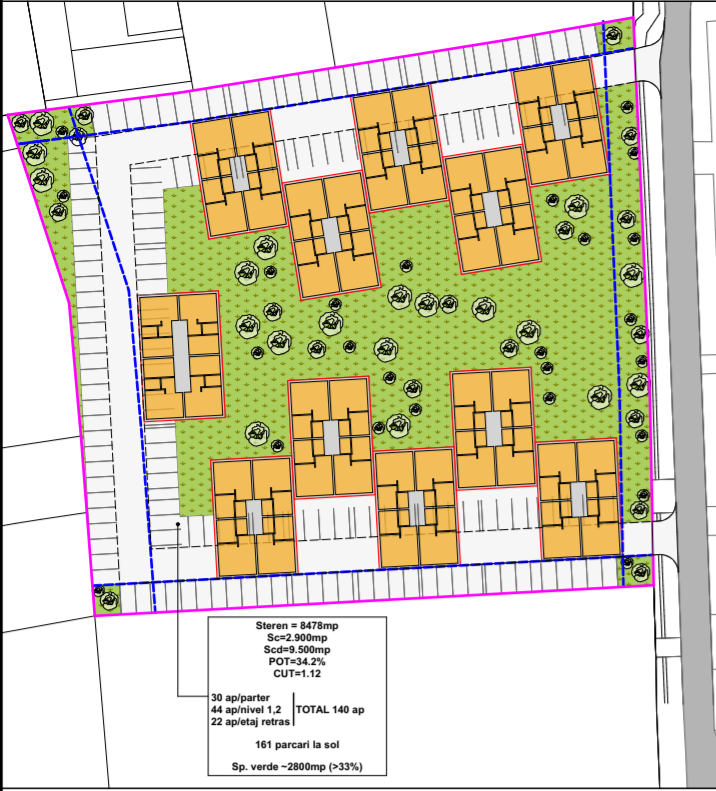 Steren = 8478mp
Sc=2.900mp
Scd=9.500mp
POT=34.2%
CUT=1.12
30 ap/parter
44 ap/nivel 1,2 TOTAL 140 ap
22 ap/etaj retras
161 parcari la sol
Sp. verde ~2800mp (>33%)